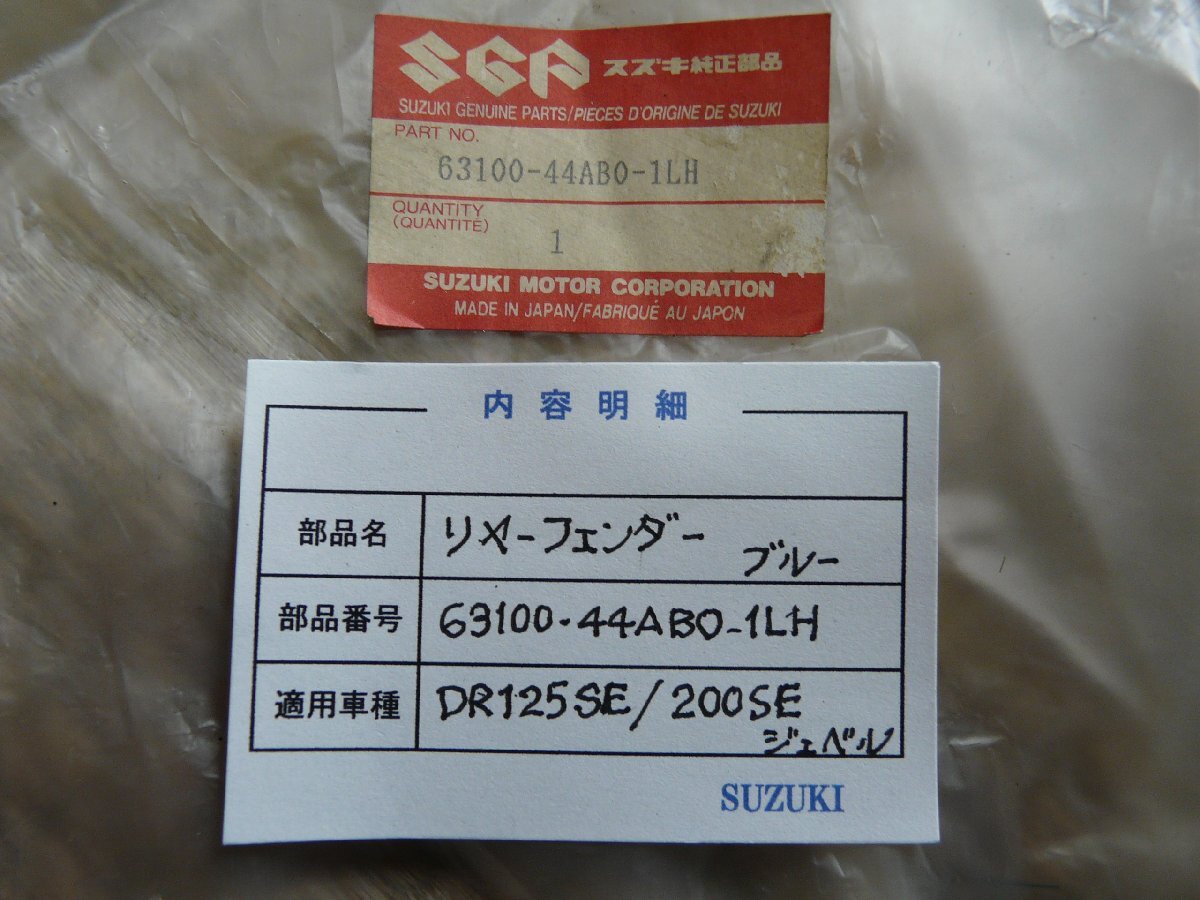 SGP スズキ純正部品
SUZUKI GENUINE PARTS/PIECES D'ORIGINE DE SUZUKI
PART NO.
63100-44AB0-1LH
QUANTITY
(QUANTITÉ)
1
SUZUKI MOTOR CORPORATION
MADE IN JAPAN/FABRIQUÉ AU JAPON
内容明細
部品名 リヤーフェンダー ブルー
部品番号 63100-44AB0-1LH
適用車種 DR125SE/200SE ジェベル
SUZUKI